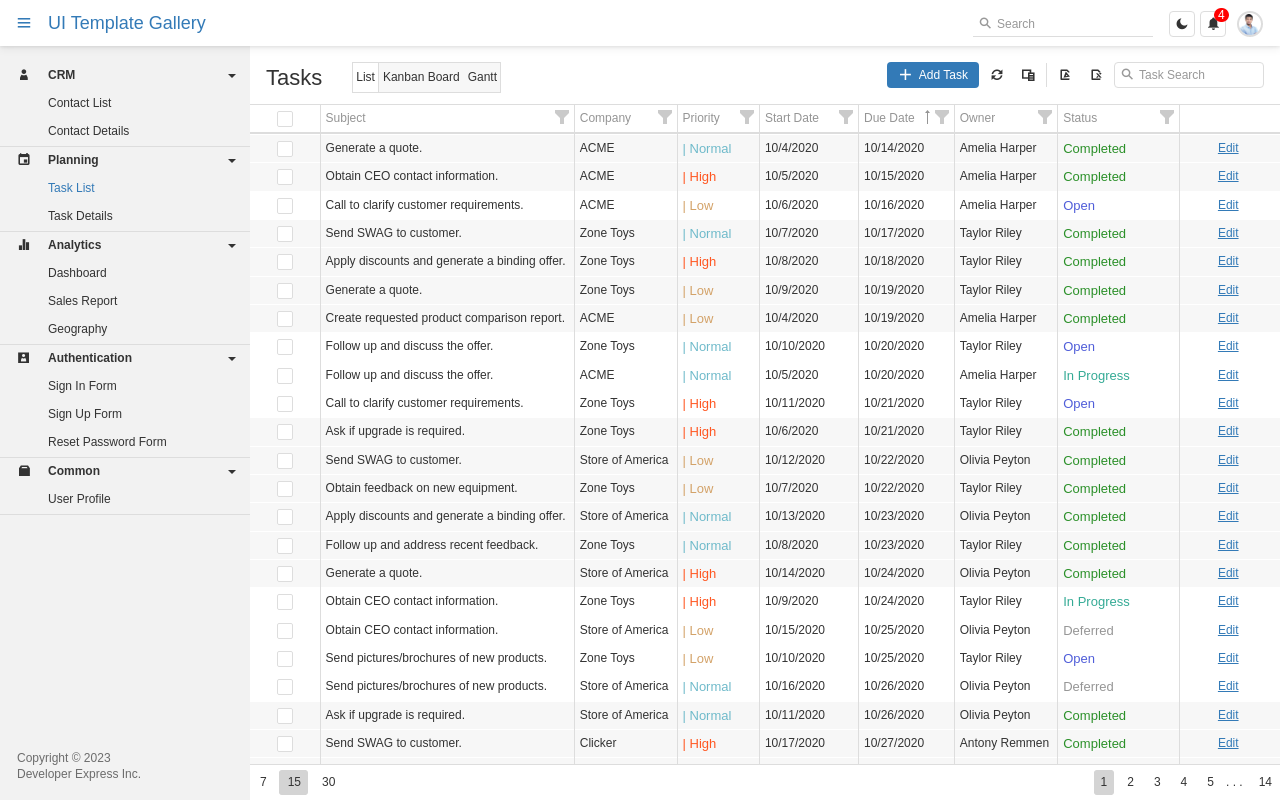 UI Template Gallery
Search
4
CRM
Contact List
Contact Details
Planning
Task List
Task Details
Analytics
Dashboard
Sales Report
Geography
Authentication
Sign In Form
Sign Up Form
Reset Password Form
Common
User Profile
Copyright © 2023
Developer Express Inc.
Tasks List Kanban Board Gantt Add Task Task Search
Subject Company Priority Start Date Due Date Owner Status
Generate a quote. ACME | Normal 10/4/2020 10/14/2020 Amelia Harper Completed Edit
Obtain CEO contact information. ACME | High 10/5/2020 10/15/2020 Amelia Harper Completed Edit
Call to clarify customer requirements. ACME | Low 10/6/2020 10/16/2020 Amelia Harper Open Edit
Send SWAG to customer. Zone Toys | Normal 10/7/2020 10/17/2020 Taylor Riley Completed Edit
Apply discounts and generate a binding offer. Zone Toys | High 10/8/2020 10/18/2020 Taylor Riley Completed Edit
Generate a quote. Zone Toys | Low 10/9/2020 10/19/2020 Taylor Riley Completed Edit
Create requested product comparison report. ACME | Low 10/4/2020 10/19/2020 Amelia Harper Completed Edit
Follow up and discuss the offer. Zone Toys | Normal 10/10/2020 10/20/2020 Taylor Riley Open Edit
Follow up and discuss the offer. ACME | Normal 10/5/2020 10/20/2020 Amelia Harper In Progress Edit
Call to clarify customer requirements. Zone Toys | High 10/11/2020 10/21/2020 Taylor Riley Open Edit
Ask if upgrade is required. Zone Toys | High 10/6/2020 10/21/2020 Taylor Riley Completed Edit
Send SWAG to customer. Store of America | Low 10/12/2020 10/22/2020 Olivia Peyton Completed Edit
Obtain feedback on new equipment. Zone Toys | Low 10/7/2020 10/22/2020 Taylor Riley Completed Edit
Apply discounts and generate a binding offer. Store of America | Normal 10/13/2020 10/23/2020 Olivia Peyton Completed Edit
Follow up and address recent feedback. Zone Toys | Normal 10/8/2020 10/23/2020 Taylor Riley Completed Edit
Generate a quote. Store of America | High 10/14/2020 10/24/2020 Olivia Peyton Completed Edit
Obtain CEO contact information. Zone Toys | High 10/9/2020 10/24/2020 Taylor Riley In Progress Edit
Obtain CEO contact information. Store of America | Low 10/15/2020 10/25/2020 Olivia Peyton Deferred Edit
Send pictures/brochures of new products. Zone Toys | Low 10/10/2020 10/25/2020 Taylor Riley Open Edit
Send pictures/brochures of new products. Store of America | Normal 10/16/2020 10/26/2020 Olivia Peyton Deferred Edit
Ask if upgrade is required. Store of America | Normal 10/11/2020 10/26/2020 Olivia Peyton Completed Edit
Send SWAG to customer. Clicker | High 10/17/2020 10/27/2020 Antony Remmen Completed Edit
7 15 30 1 2 3 4 5 . . . 14